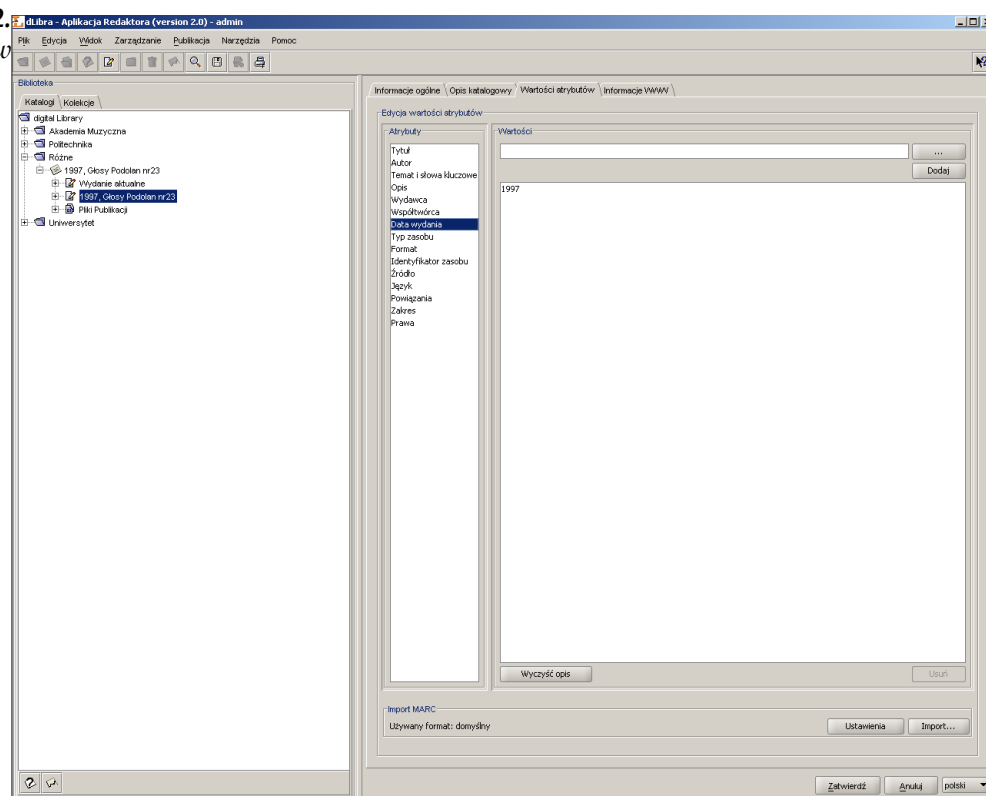 2.
w
dLibra - Aplikacja Redaktora (version 2.0) - admin
Plik Edycja Widok Zarządzanie Publikacja Narzędzia Pomoc
Biblioteka
Katalogi Kolekcje
digital Library
Akademia Muzyczna
Politechnika
Różne
1997, Głosy Podolan nr23
Wydanie aktualne
1997, Głosy Podolan nr23
Pliki Publikacji
Uniwersytet
Informacje ogólne Opis katalogowy Wartości atrybutów Informacje WWW
Edycja wartości atrybutów
Atrybuty
Tytuł
Autor
Temat i słowa kluczowe
Opis
Wydawca
Współtwórca
Data wydania
Typ zasobu
Format
Identyfikator zasobu
Źródło
Język
Powiązania
Zakres
Prawa
Wartości
...
Dodaj
1997
Wyczyść opis Usuń
Import MARC
Używany format: domyślny Ustawienia Import...
Zatwierdź Anuluj polski